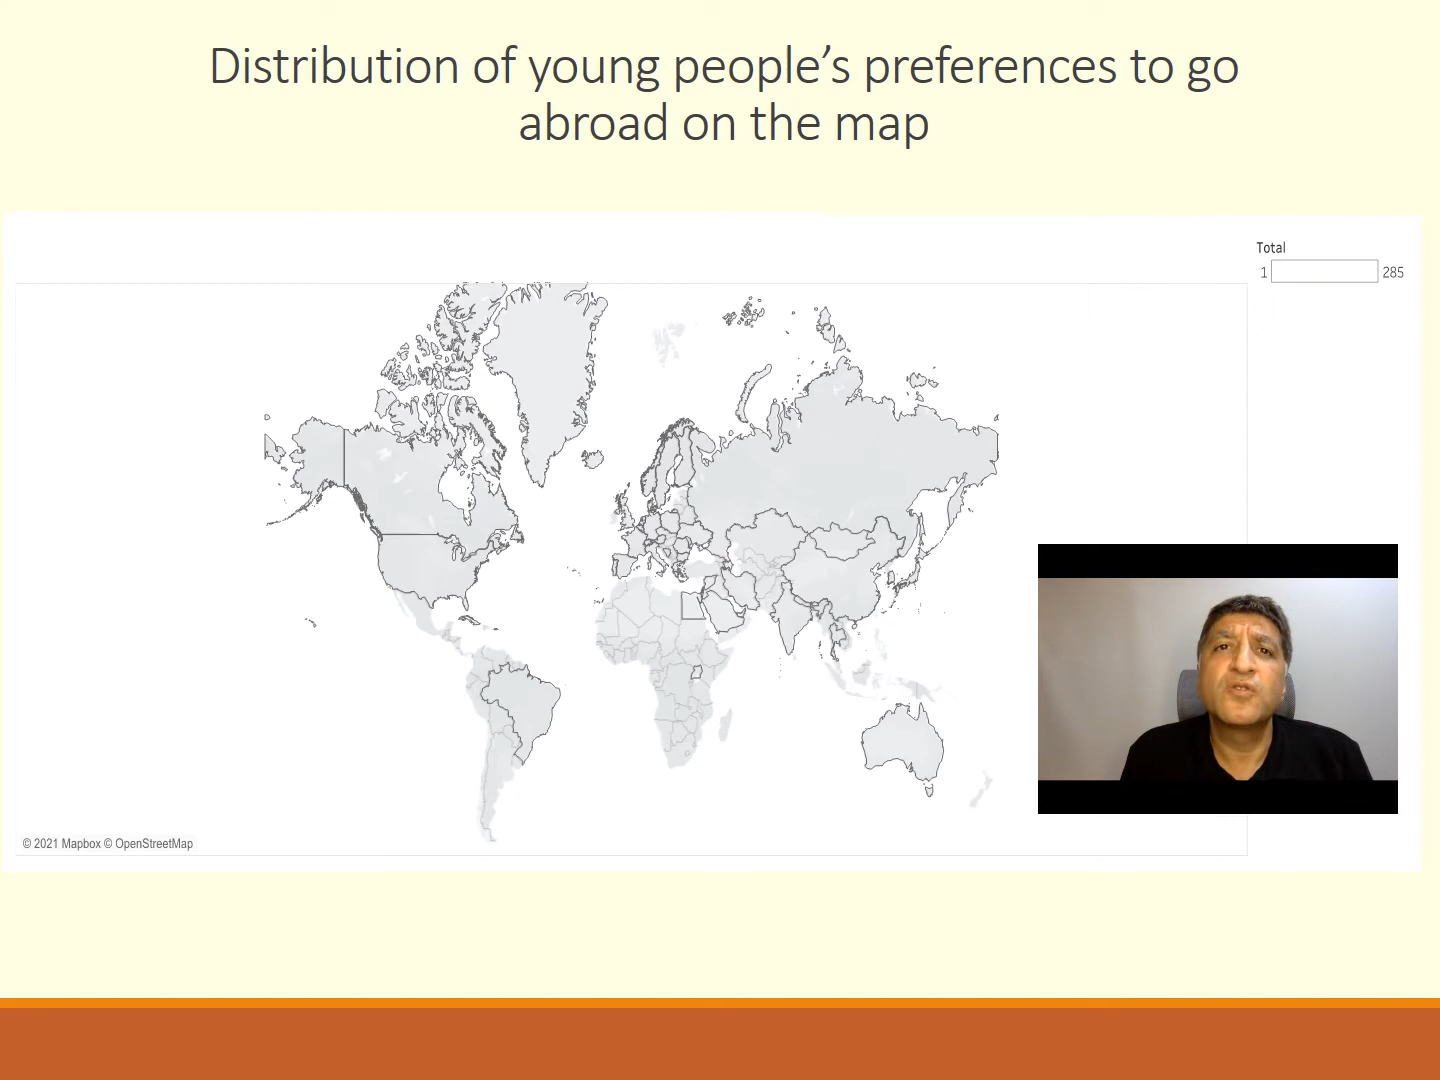 Distribution of young people’s preferences to go
abroad on the map
Total
1 285
© 2021 Mapbox © OpenStreetMap